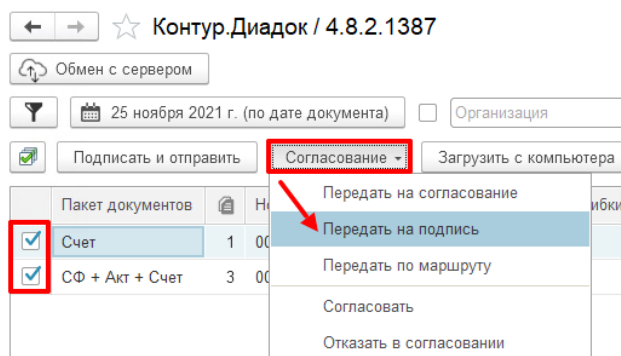 Контур.Диадок / 4.8.2.1387
Обмен с сервером
25 ноября 2021 г. (по дате документа) Организация
Подписать и отправить Согласование Загрузить с компьютера
Пакет документов
Передать на согласование
Счет 1 Передать на подпись
СФ + Акт + Счет 3 Передать по маршруту
Согласовать
Отказать в согласовании